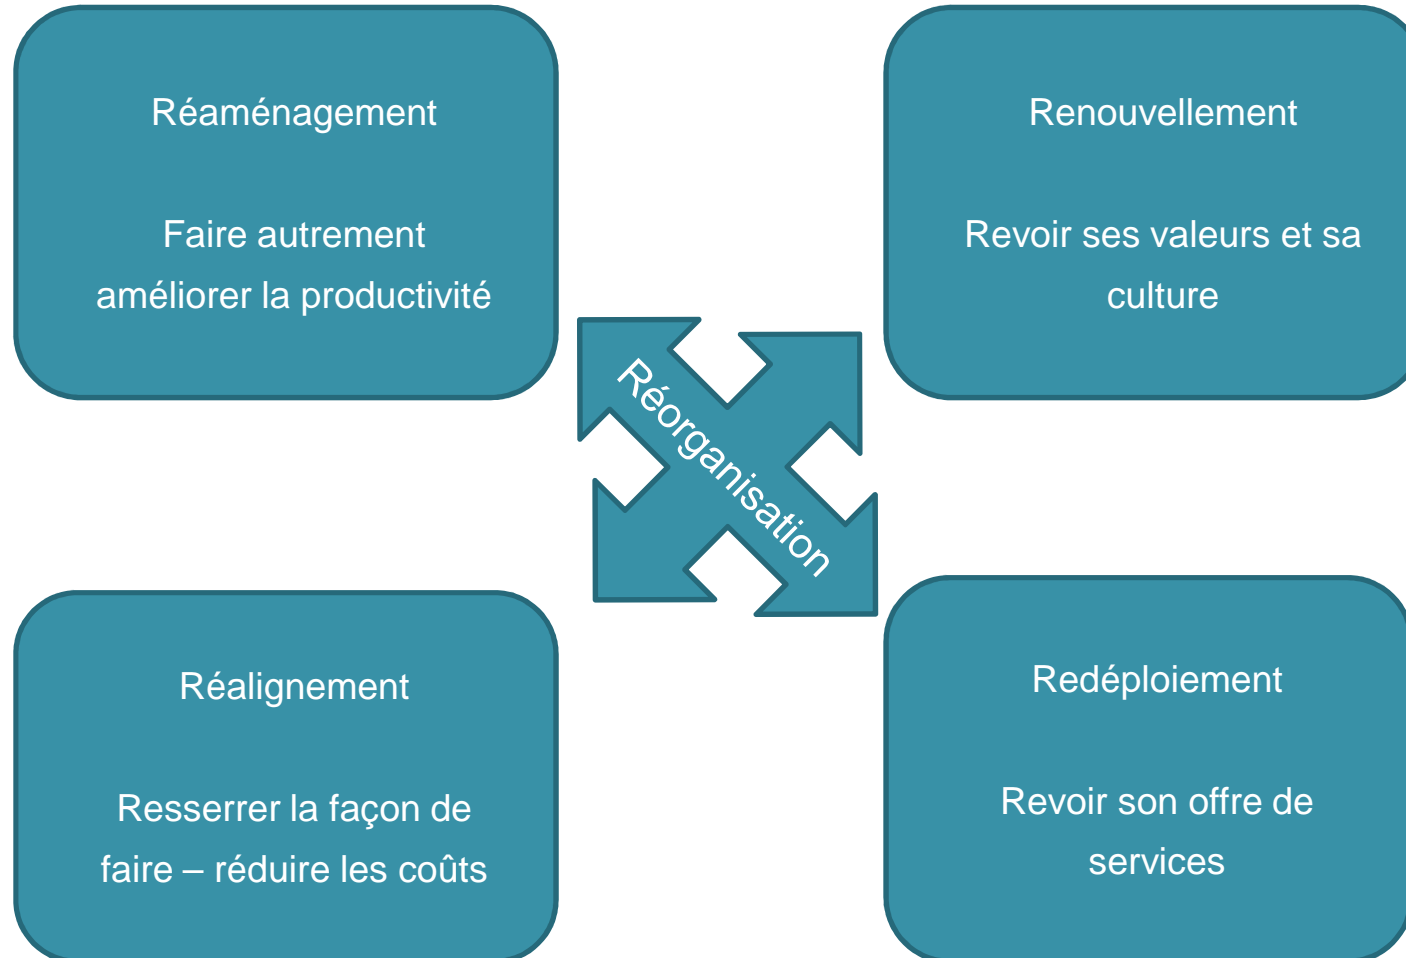 Réaménagement
Faire autrement
améliorer la productivité
Renouvellement
Revoir ses valeurs et sa
culture
Réorganisation
Réalignement
Resserrer la façon de
faire – réduire les coûts
Redéploiement
Revoir son offre de
services